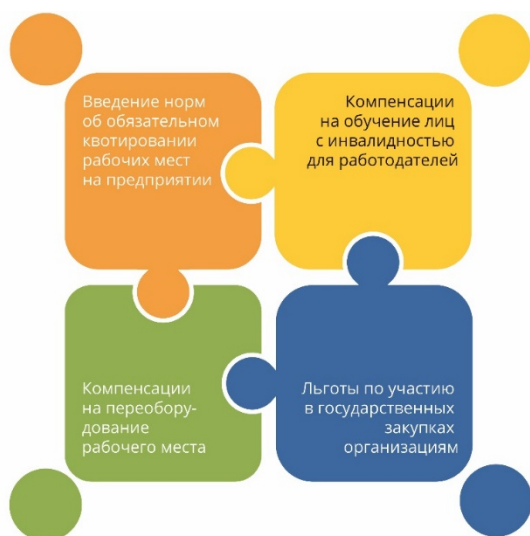 Введение норм
об обязательном
квотировании
рабочих мест
на предприятии
Компенсации
на обучение лиц
с инвалидностью
для работодателей
Компенсации
на переобору-
дование
рабочего места
Льготы по участию
в государственных
закупках
организациям